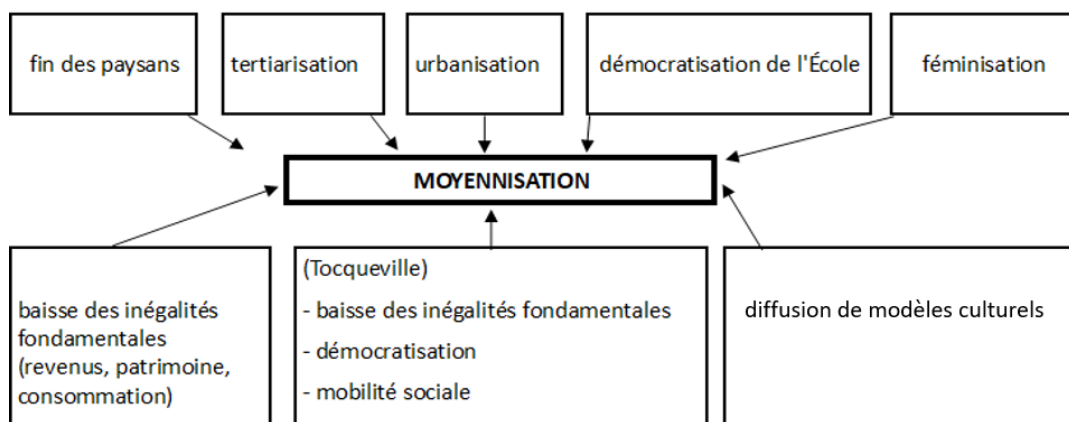 fin des paysans
tertiarisation
urbanisation
démocratisation de l'École
féminisation
MOYENNISATION
baisse des inégalités
fondamentales
(revenus, patrimoine,
consommation)
(Tocqueville)
- baisse des inégalités fondamentales
- démocratisation
- mobilité sociale
diffusion de modèles culturels